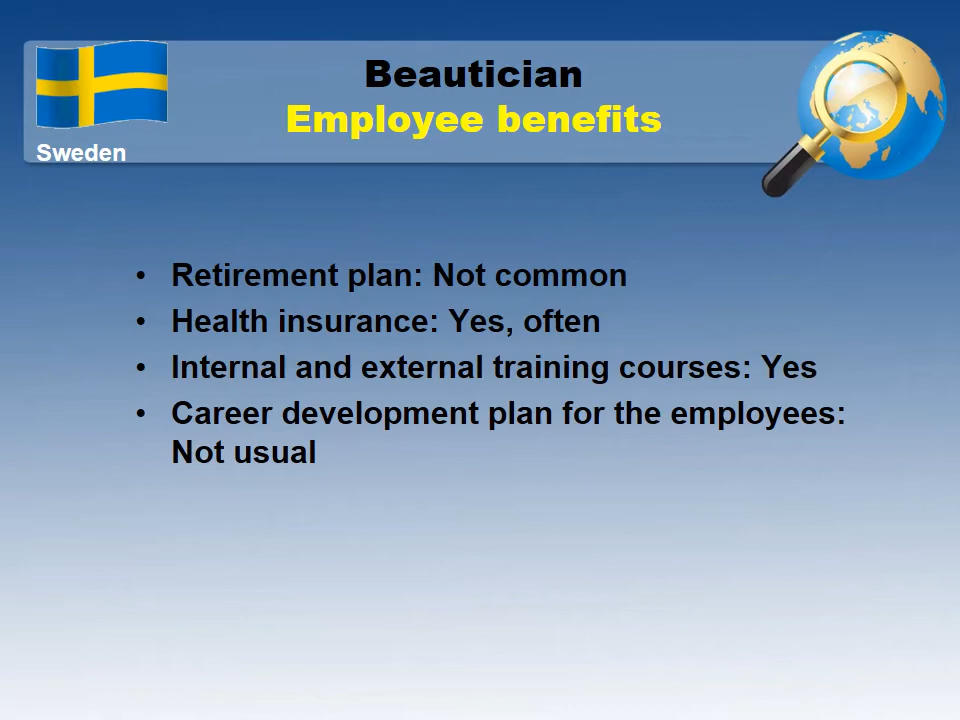 Beautician
Employee benefits
Sweden
• Retirement plan: Not common
• Health insurance: Yes, often
• Internal and external training courses: Yes
• Career development plan for the employees:
Not usual